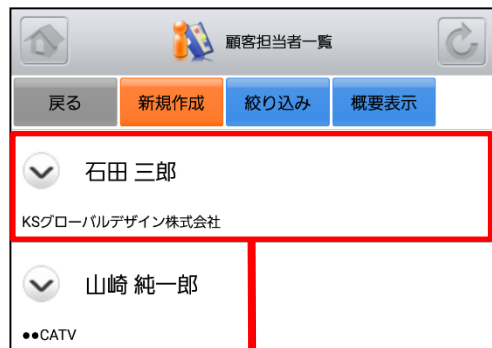 顧客担当者一覧
戻る 新規作成 絞り込み 概要表示
石田 三郎
KSグローバルデザイン株式会社
山崎 純一郎
●●CATV